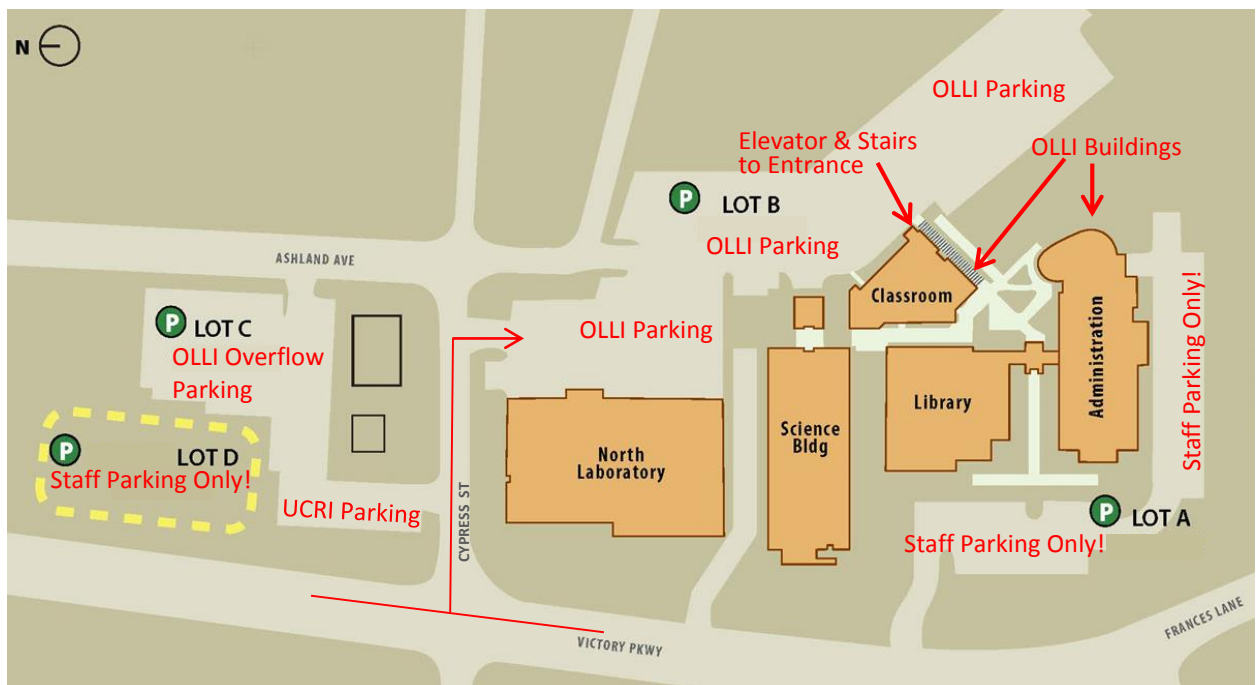 N
OLLI Parking
Elevator & Stairs
to Entrance
OLLI Buildings
P
LOT B
OLLI Parking
ASHLAND AVE
Classroom
P
LOT C
OLLI Overflow
Parking
OLLI Parking
Staff Parking Only!
Administration
Library
Science
Bldg
North
Laboratory
P
LOT D
Staff Parking Only!
UCRI Parking
CYPRESS ST
P
LOT A
Staff Parking Only!
FRANCES LANE
VICTORY PKWY